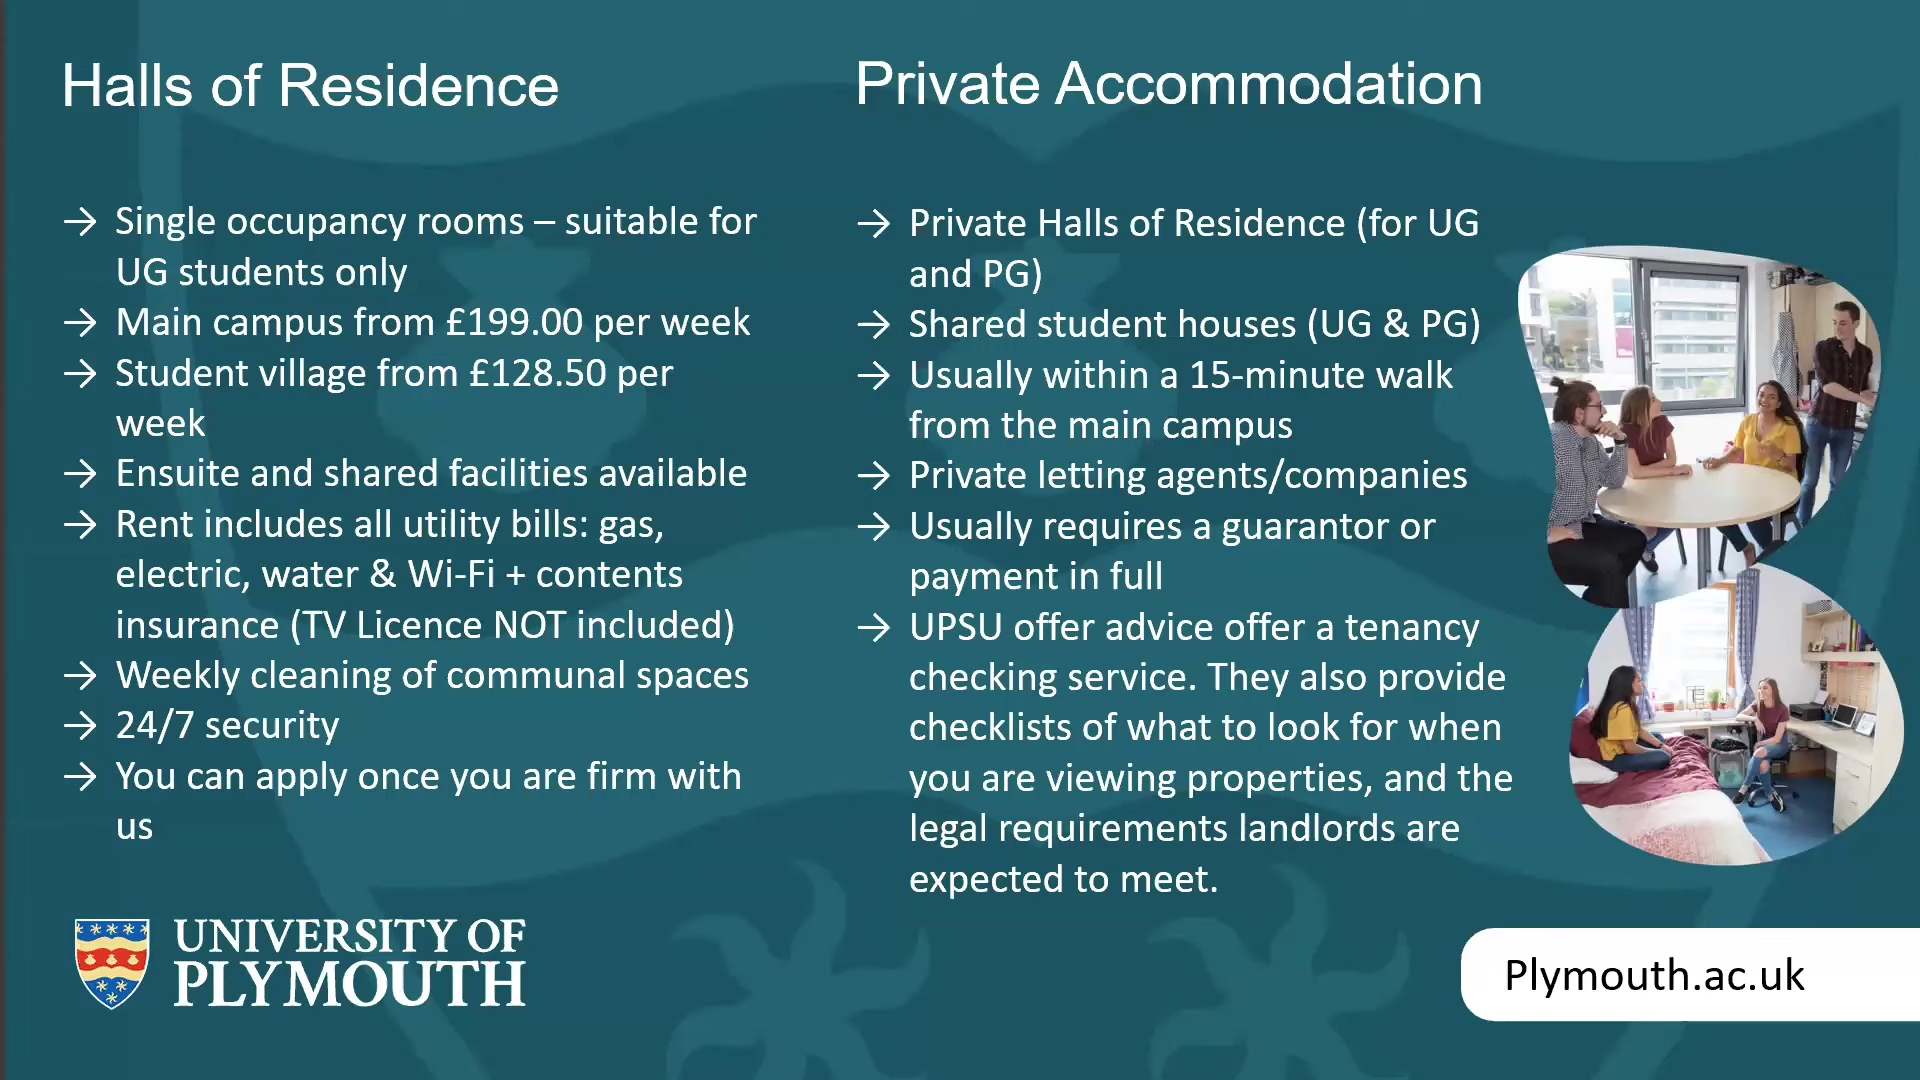 Halls of Residence
→ Single occupancy rooms – suitable for
UG students only
→ Main campus from £199.00 per week
→ Student village from £128.50 per
week
→ Ensuite and shared facilities available
→ Rent includes all utility bills: gas,
electric, water & Wi-Fi + contents
insurance (TV Licence NOT included)
→ Weekly cleaning of communal spaces
→ 24/7 security
→ You can apply once you are firm with
us
Private Accommodation
→ Private Halls of Residence (for UG
and PG)
→ Shared student houses (UG & PG)
→ Usually within a 15-minute walk
from the main campus
→ Private letting agents/companies
→ Usually requires a guarantor or
payment in full
→ UPSU offer advice offer a tenancy
checking service. They also provide
checklists of what to look for when
you are viewing properties, and the
legal requirements landlords are
expected to meet.
UNIVERSITY OF
PLYMOUTH
Plymouth.ac.uk